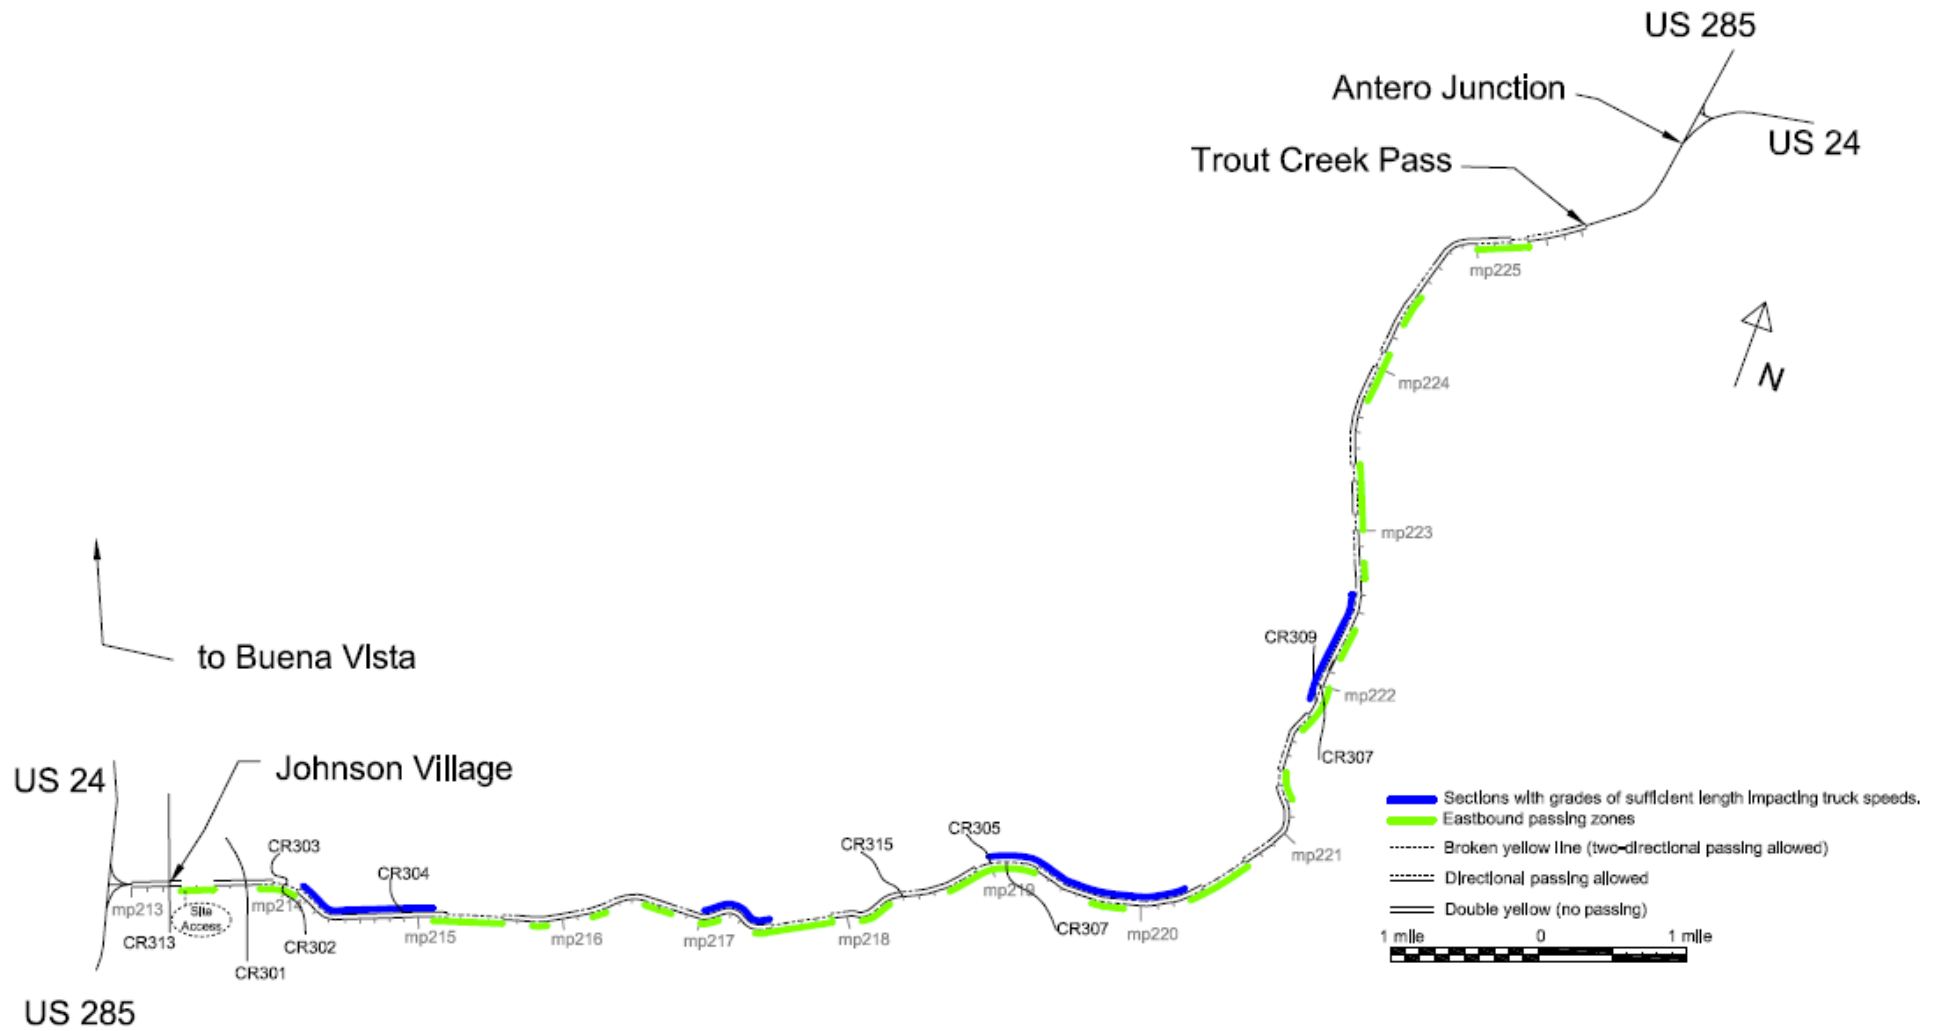 US 285
Antero Junction
US 24
Trout Creek Pass
mp225
N
mp224
mp223
to Buena VIsta
CR309
mp222
CR307
US 24
Johnson Village
Sections with grades of sufficient length impacting truck speeds.
Eastbound passing zones
Broken yellow line (two-directional passing allowed)
Directional passing allowed
Double yellow (no passing)
1 mile
0
1 mile
CR303
CR304
CR315
CR305
mp221
mp213
Site
Access
mp214
mp215
mp216
mp217
mp218
mp219
mp220
CR313
CR302
CR301
CR307
US 285